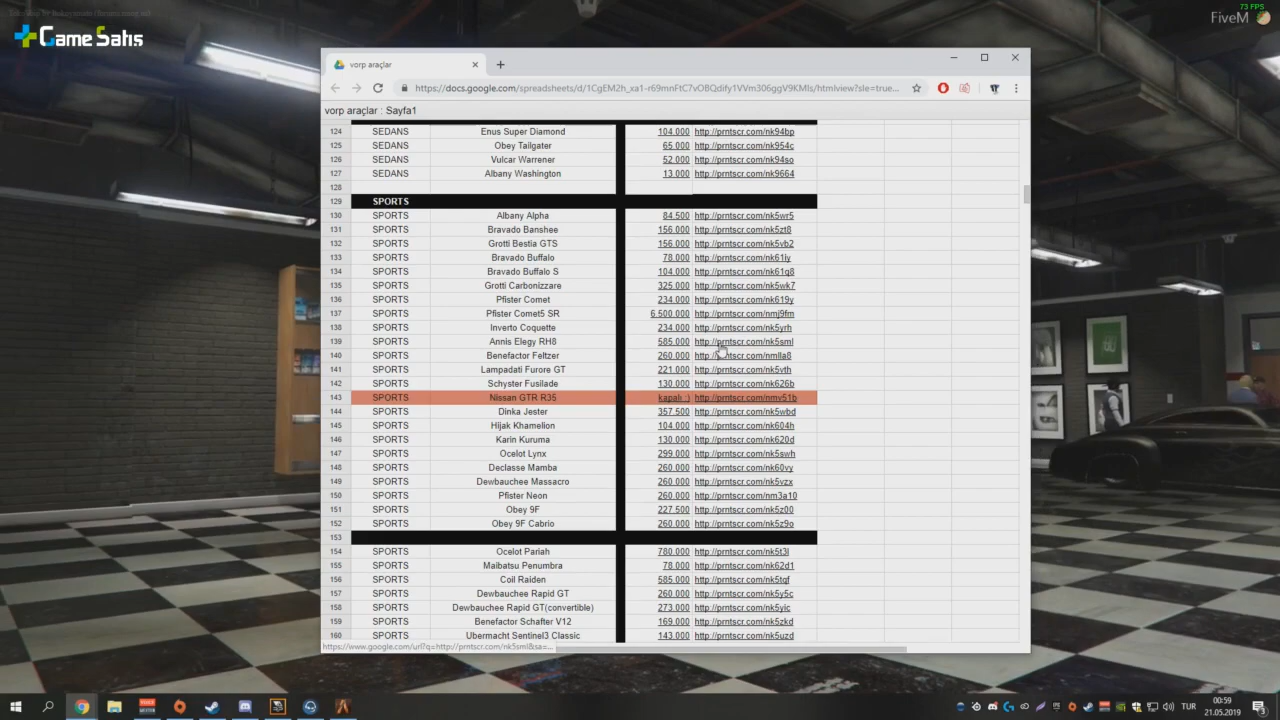 73 FPS
FiveM
GameSatış
vorp araçlar
https://docs.google.com/spreadsheets/d/1CgEM2h_xa1-r69mnFtC7vOBQdify1VVm306ggV9KMIs/htmlview?sle=true...
vorp araçlar : Sayfa1
124 SEDANS Enus Super Diamond 104.000 http://prntscr.com/nk94bp
125 SEDANS Obey Tailgater 65.000 http://prntscr.com/nk954c
126 SEDANS Vulcar Warrener 52.000 http://prntscr.com/nk94so
127 SEDANS Albany Washington 13.000 http://prntscr.com/nk9664
128
129 SPORTS
130 SPORTS Albany Alpha 84.500 http://prntscr.com/nk5wr5
131 SPORTS Bravado Banshee 156.000 http://prntscr.com/nk5zt8
132 SPORTS Grotti Bestia GTS 156.000 http://prntscr.com/nk5vb2
133 SPORTS Bravado Buffalo 78.000 http://prntscr.com/nk61iy
134 SPORTS Bravado Buffalo S 104.000 http://prntscr.com/nk61q8
135 SPORTS Grotti Carbonizzare 325.000 http://prntscr.com/nk5wk7
136 SPORTS Pfister Comet 234.000 http://prntscr.com/nk619y
137 SPORTS Pfister Comet5 SR 6.500.000 http://prntscr.com/nmj9fm
138 SPORTS Inverto Coquette 234.000 http://prntscr.com/nk5yrh
139 SPORTS Annis Elegy RH8 585.000 http://prntscr.com/nk5sml
140 SPORTS Benefactor Feltzer 260.000 http://prntscr.com/nmlla8
141 SPORTS Lampadati Furore GT 221.000 http://prntscr.com/nk5vth
142 SPORTS Schyster Fusilade 130.000 http://prntscr.com/nk626b
143 SPORTS Nissan GTR R35 kapalı :) http://prntscr.com/nmv51b
144 SPORTS Dinka Jester 357.500 http://prntscr.com/nk5wbd
145 SPORTS Hijak Khamelion 104.000 http://prntscr.com/nk604h
146 SPORTS Karin Kuruma 130.000 http://prntscr.com/nk620d
147 SPORTS Ocelot Lynx 299.000 http://prntscr.com/nk5swh
148 SPORTS Declasse Mamba 260.000 http://prntscr.com/nk60vy
149 SPORTS Dewbauchee Massacro 260.000 http://prntscr.com/nk5vzx
150 SPORTS Pfister Neon 260.000 http://prntscr.com/nm3a10
151 SPORTS Obey 9F 227.500 http://prntscr.com/nk5z00
152 SPORTS Obey 9F Cabrio 260.000 http://prntscr.com/nk5z9o
153
154 SPORTS Ocelot Pariah 780.000 http://prntscr.com/nk5t3l
155 SPORTS Maibatsu Penumbra 78.000 http://prntscr.com/nk62d1
156 SPORTS Coil Raiden 585.000 http://prntscr.com/nk5tqf
157 SPORTS Dewbauchee Rapid GT 260.000 http://prntscr.com/nk5y5c
158 SPORTS Dewbauchee Rapid GT(convertible) 273.000 http://prntscr.com/nk5yic
159 SPORTS Benefactor Schafter V12 169.000 http://prntscr.com/nk5zkd
160 SPORTS Ubermacht Sentinel3 Classic 143.000 http://prntscr.com/nk5uzd
https://www.google.com/url?q=http://prntscr.com/nk5sml&sa=...
TUR
00:59
21.05.2019